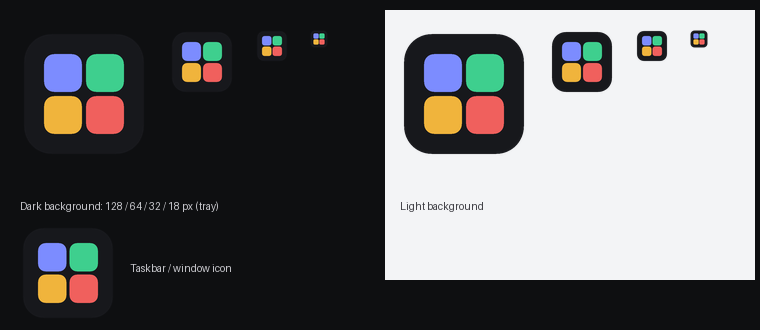 Dark background: 128 / 64 / 32 / 18 px (tray)
Light background
Taskbar / window icon